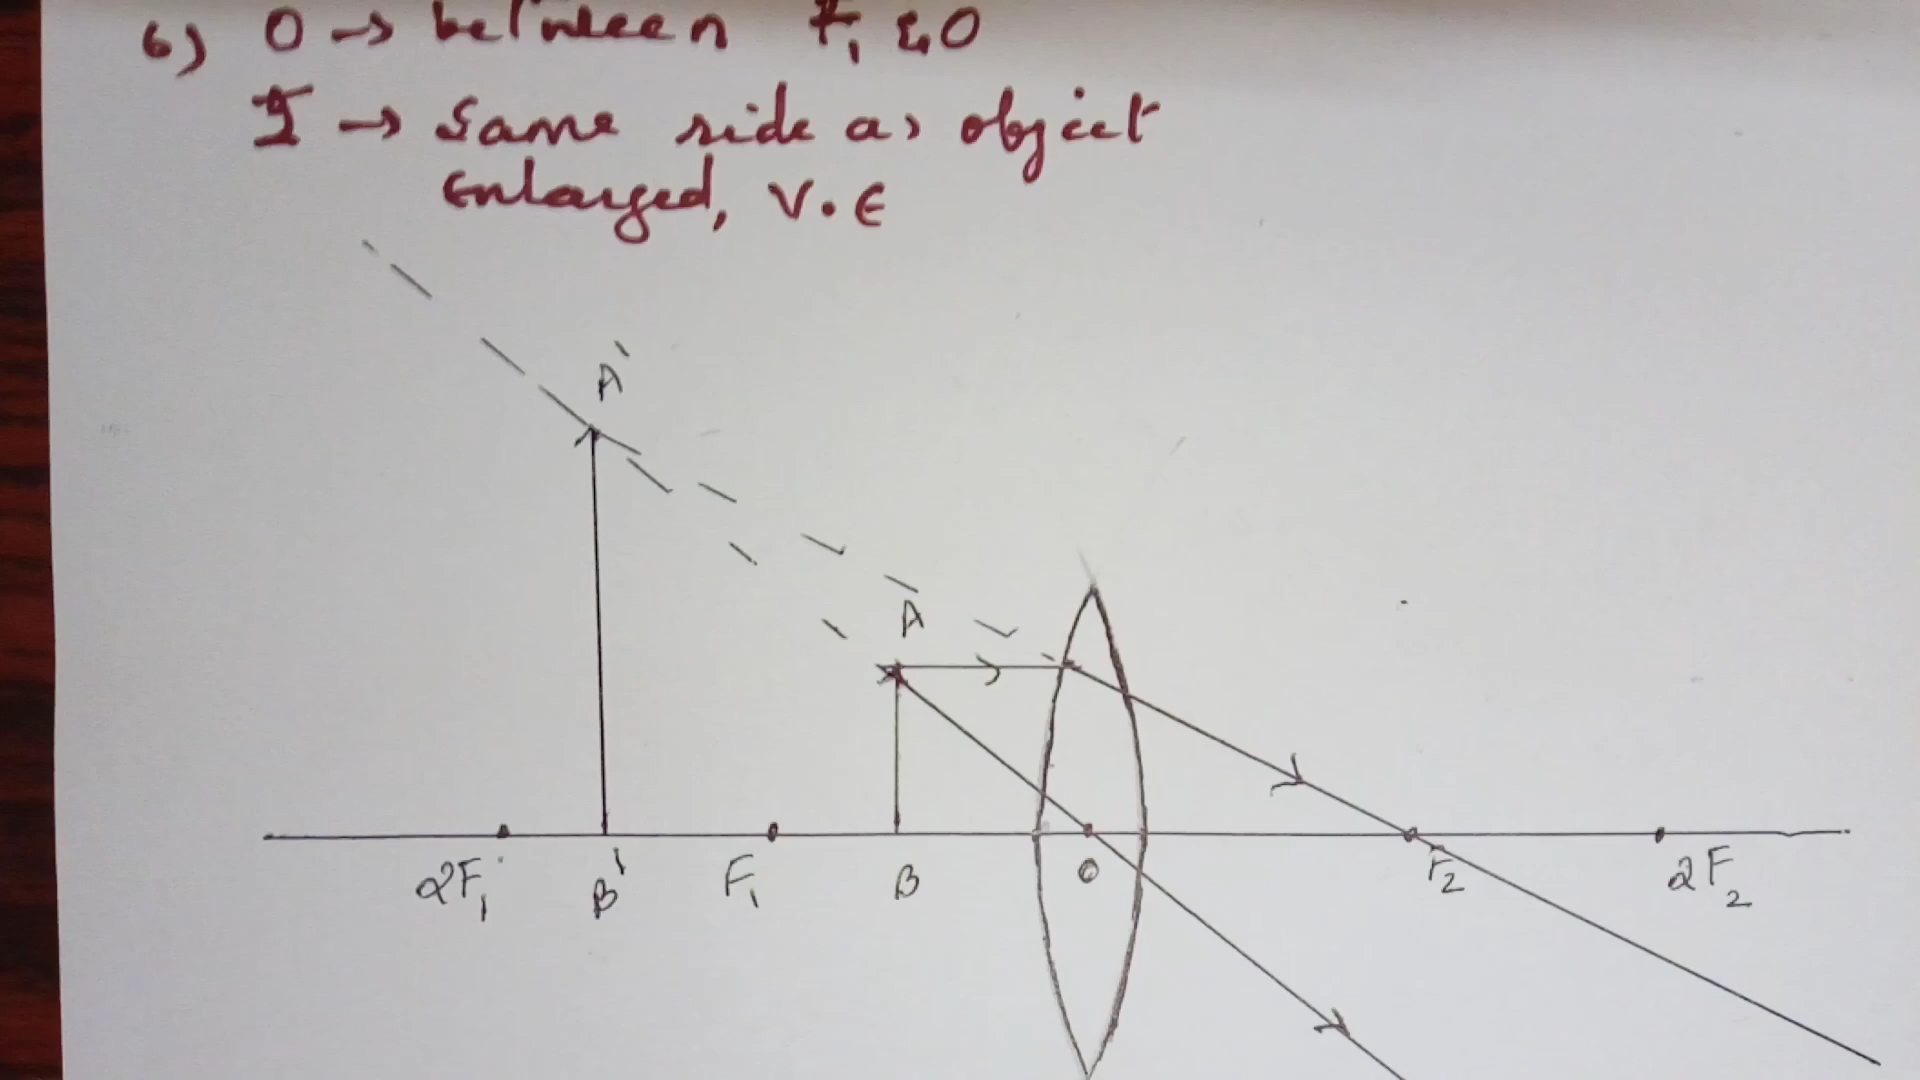 6) O → between F₁ & O
I → Same side as object
Enlarged, V.E
A'
A
2F₁
B'
F₁
B
O
F₂
2F₂